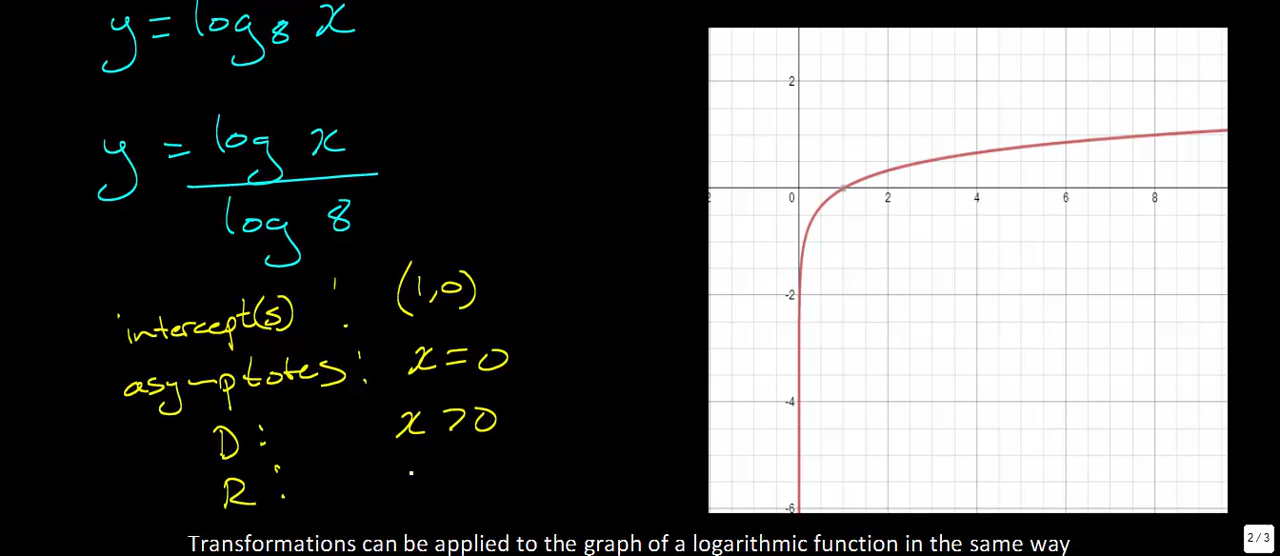 y = log₈ x
y = log x / log 8
intercept(s) : (1,0)
asymptotes : x = 0
D : x > 0
R :
2
2 0 2 4 6 8
-2
-4
-6
Transformations can be applied to the graph of a logarithmic function in the same way
2/3